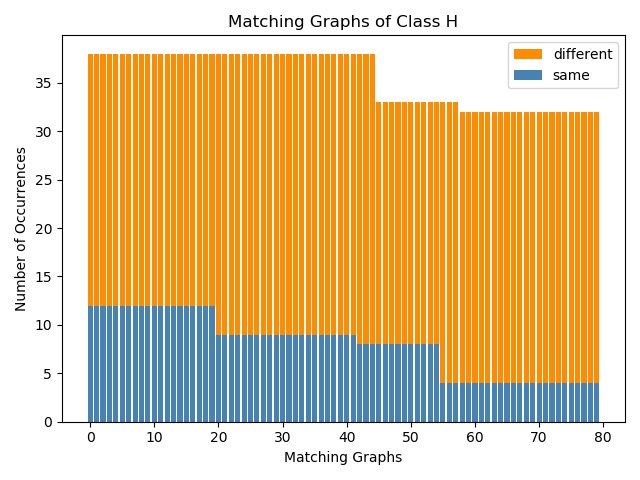 Matching Graphs of Class H
different
same
Number of Occurrences
35
30
25
20
15
10
5
0
0 10 20 30 40 50 60 70 80
Matching Graphs